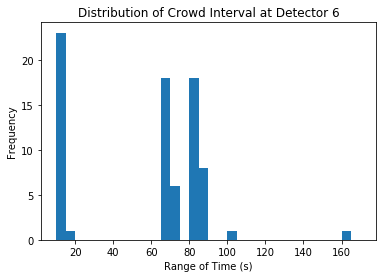 Distribution of Crowd Interval at Detector 6
Frequency
20
15
10
5
0
20 40 60 80 100 120 140 160
Range of Time (s)